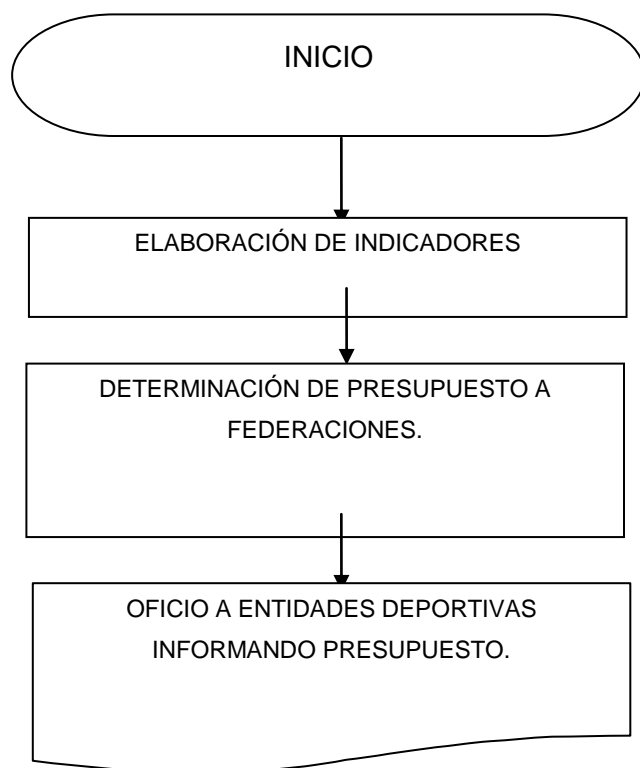 INICIO
ELABORACIÓN DE INDICADORES
DETERMINACIÓN DE PRESUPUESTO A
FEDERACIONES.
OFICIO A ENTIDADES DEPORTIVAS
INFORMANDO PRESUPUESTO.